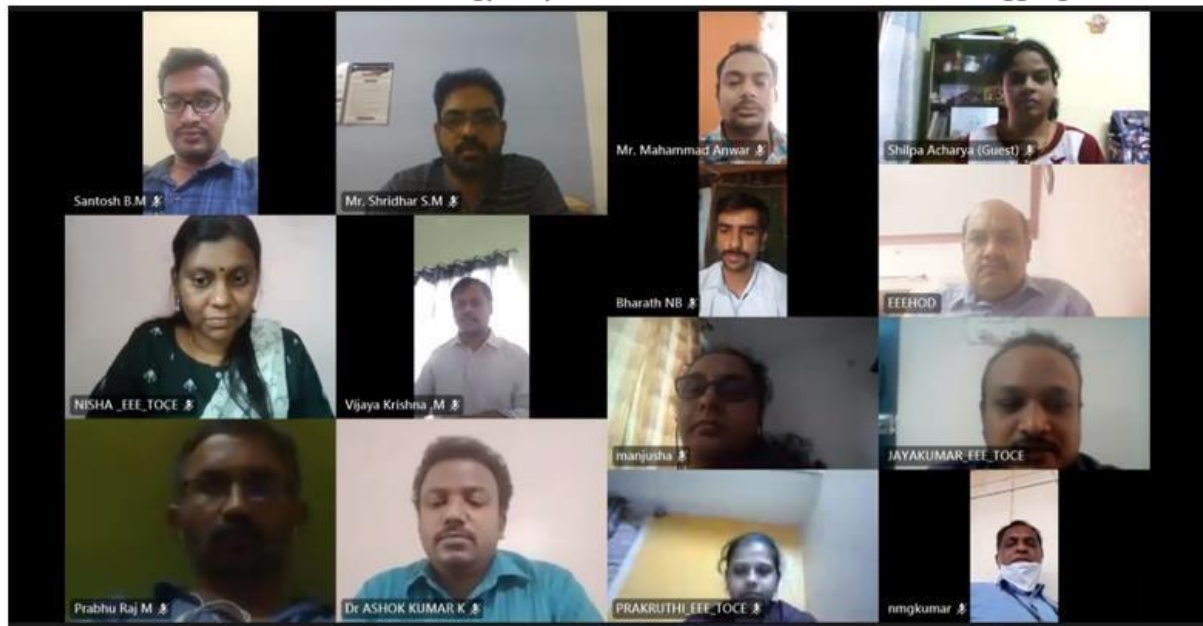 Santosh B.M
Mr. Shridhar S.M
Mr. Mahammad Anwar
Shilpa Acharya (Guest)
NISHA _EEE_TOCE
Vijaya Krishna .M
Bharath NB
EEEHOD
manjusha
JAYAKUMAR_EEE_TOCE
Prabhu Raj M
Dr ASHOK KUMAR K
PRAKRUTHI_EEE_TOCE
nmgkumar